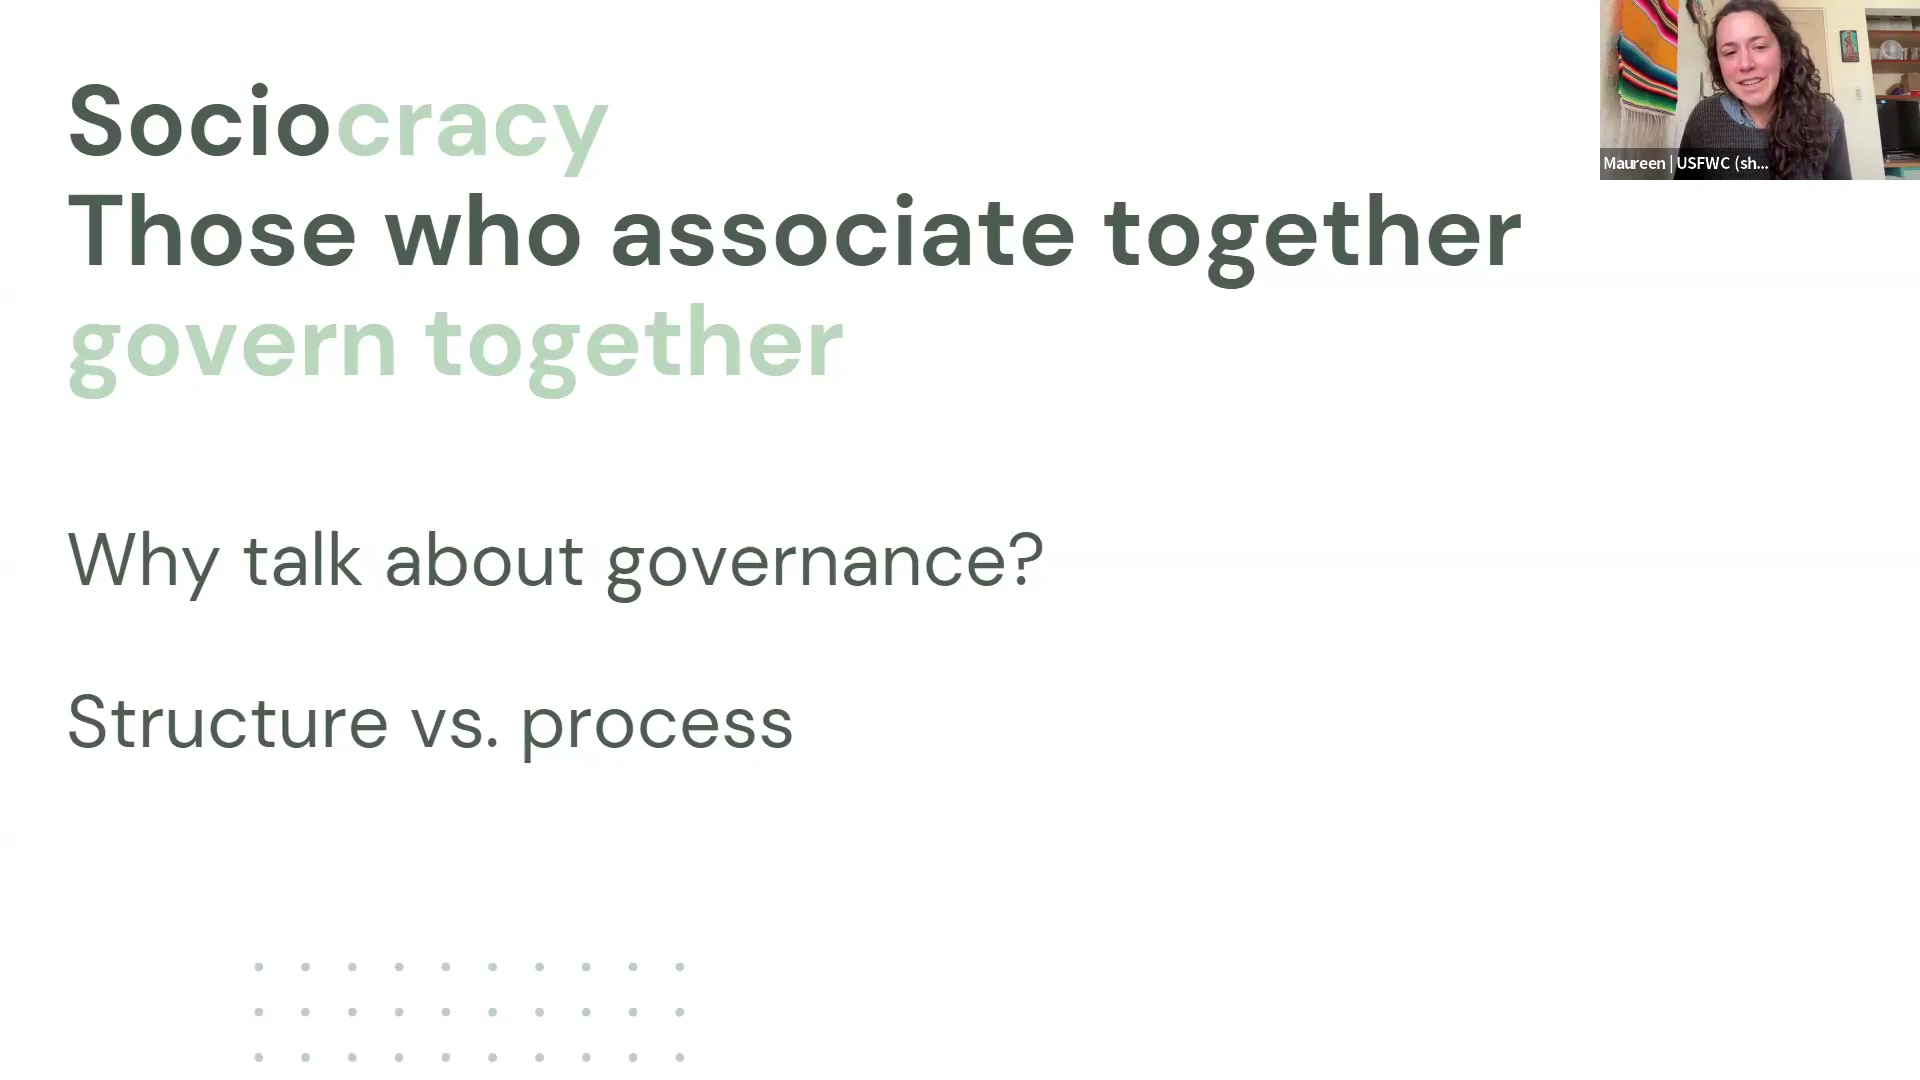 Sociocracy
Those who associate together
govern together
Why talk about governance?
Structure vs. process
Maureen | USFWC (sh...